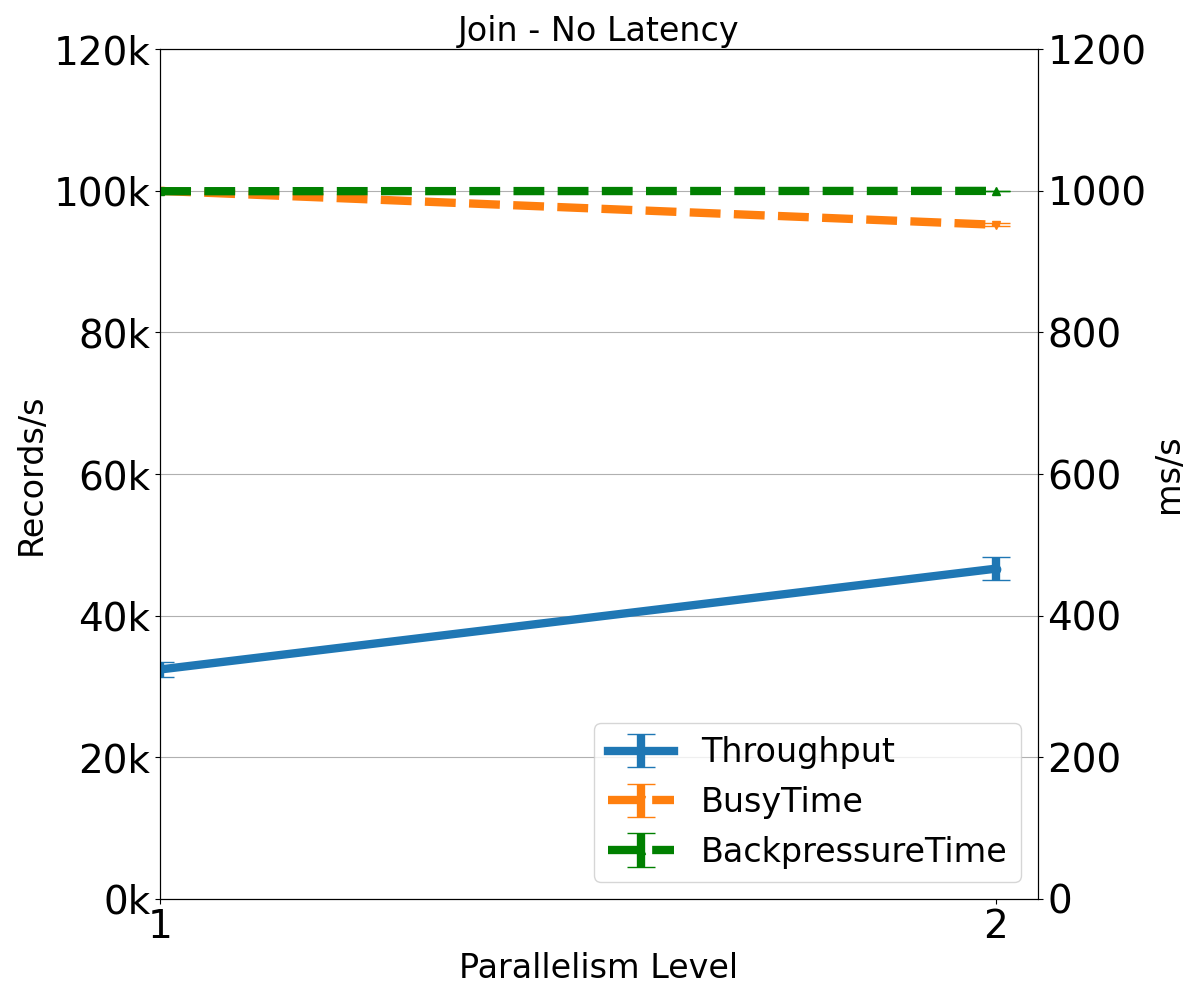 Join - No Latency
120k
100k
80k
60k
40k
20k
0k
Records/s
1200
1000
800
600
400
200
0
ms/s
1
2
Parallelism Level
Throughput
BusyTime
BackpressureTime